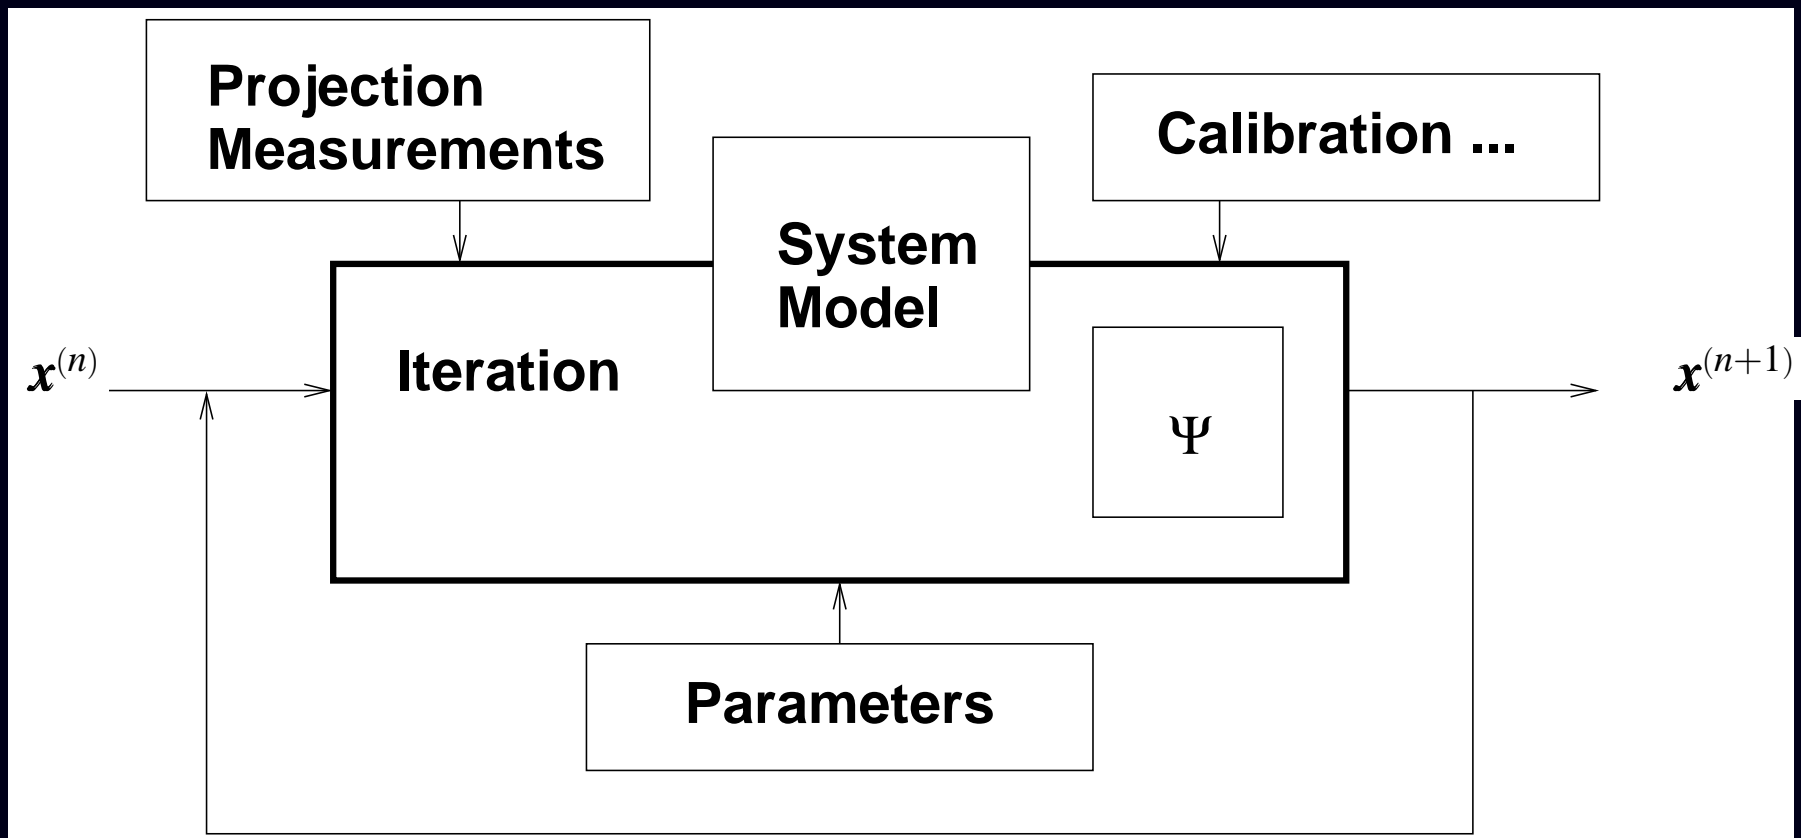 Projection
Measurements
Calibration ...
System
Model
Iteration
x^(n)
x^(n+1)
Ψ
Parameters